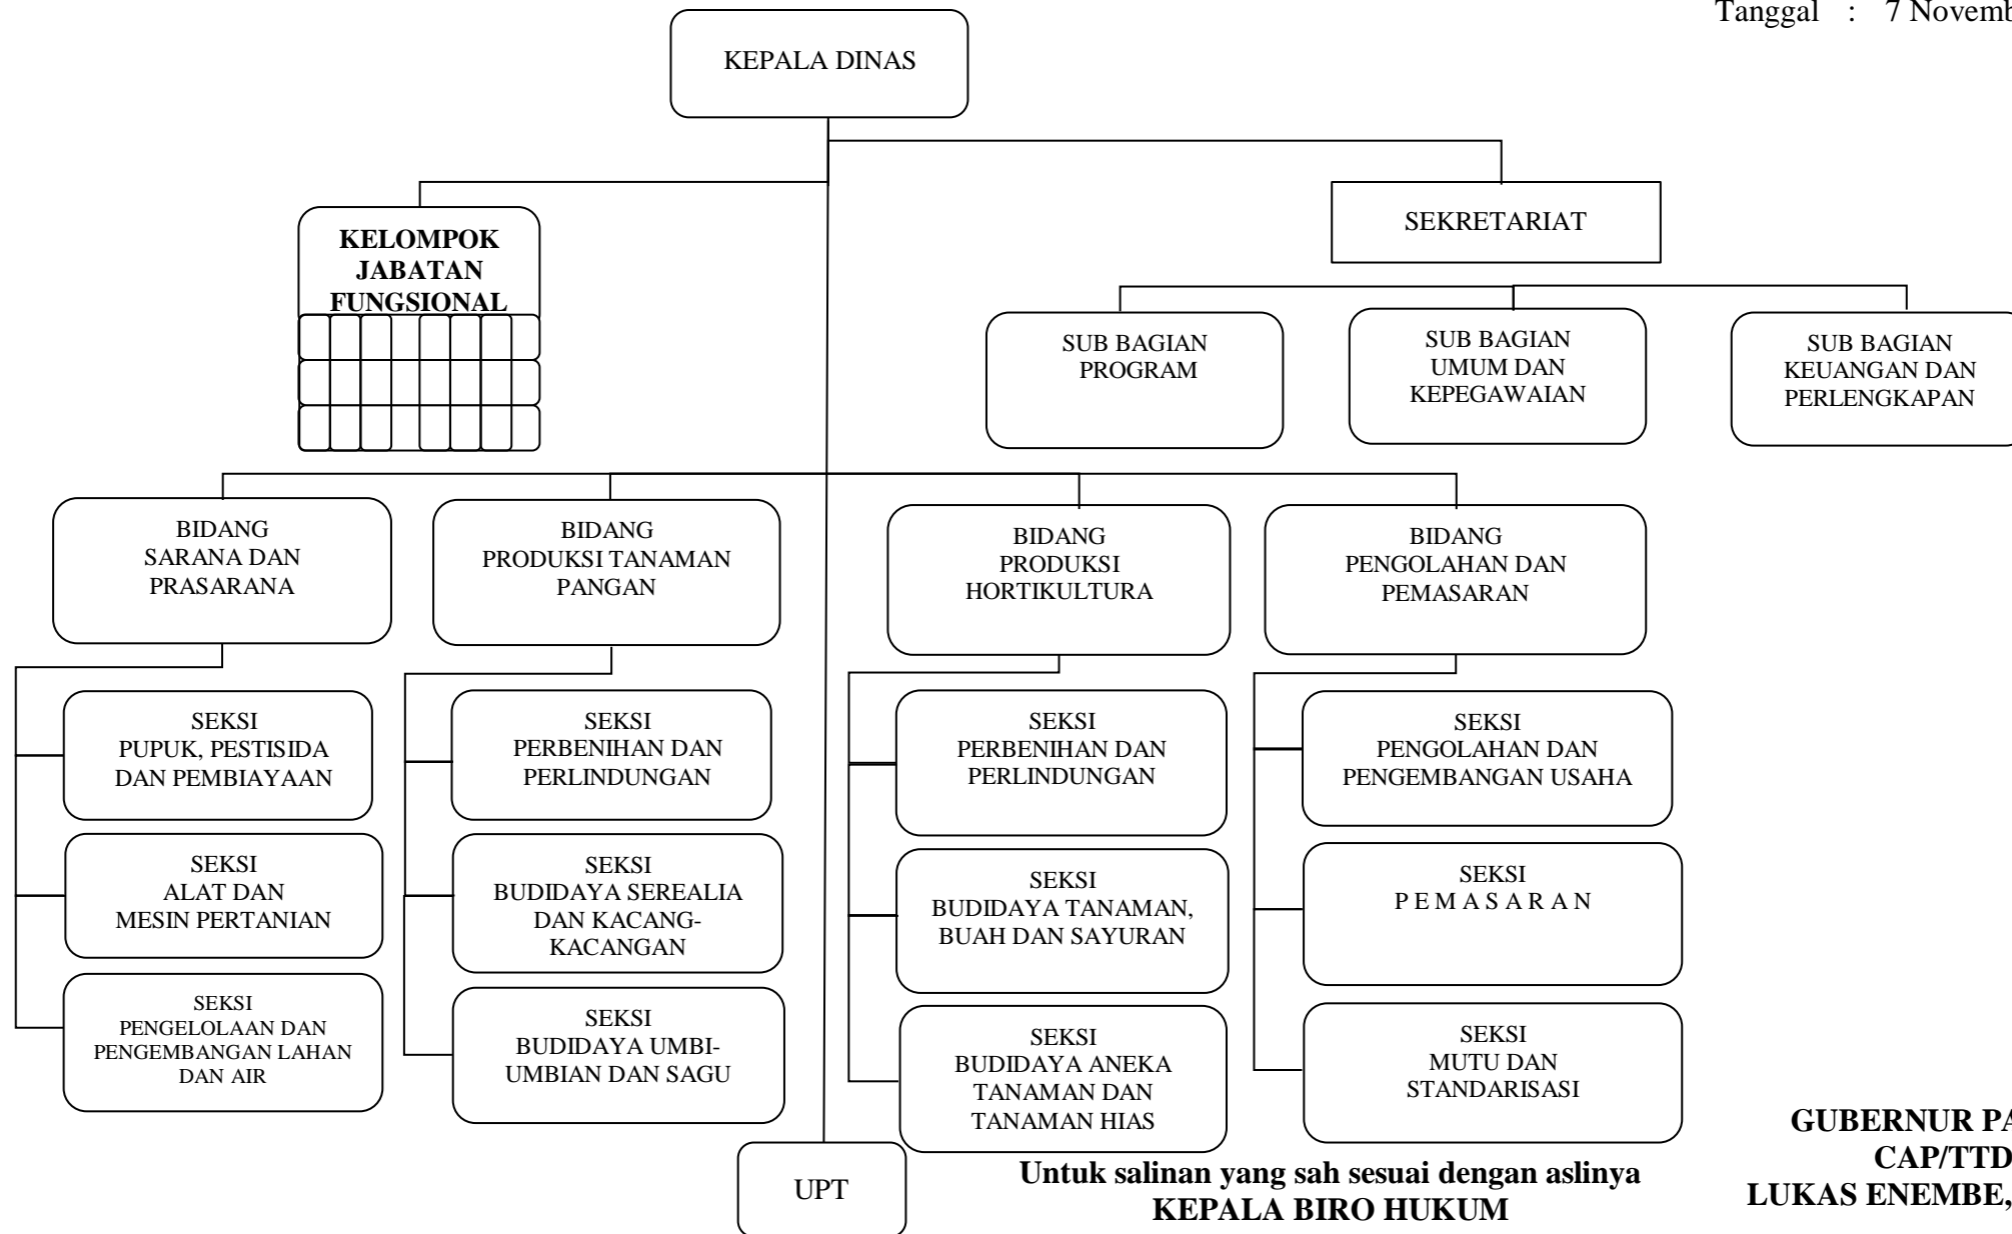 Tanggal : 7 Novemb
KEPALA DINAS
KELOMPOK
JABATAN
FUNGSIONAL
SEKRETARIAT
SUB BAGIAN
PROGRAM
SUB BAGIAN
UMUM DAN
KEPEGAWAIAN
SUB BAGIAN
KEUANGAN DAN
PERLENGKAPAN
BIDANG
SARANA DAN
PRASARANA
BIDANG
PRODUKSI TANAMAN
PANGAN
BIDANG
PRODUKSI
HORTIKULTURA
BIDANG
PENGOLAHAN DAN
PEMASARAN
SEKSI
PUPUK, PESTISIDA
DAN PEMBIAYAAN
SEKSI
PERBENIHAN DAN
PERLINDUNGAN
SEKSI
PERBENIHAN DAN
PERLINDUNGAN
SEKSI
PENGOLAHAN DAN
PENGEMBANGAN USAHA
SEKSI
ALAT DAN
MESIN PERTANIAN
SEKSI
BUDIDAYA SEREALIA
DAN KACANG-
KACANGAN
SEKSI
BUDIDAYA TANAMAN,
BUAH DAN SAYURAN
SEKSI
P E M A S A R A N
SEKSI
PENGELOLAAN DAN
PENGEMBANGAN LAHAN
DAN AIR
SEKSI
BUDIDAYA UMBI-
UMBIAN DAN SAGU
SEKSI
BUDIDAYA ANEKA
TANAMAN DAN
TANAMAN HIAS
SEKSI
MUTU DAN
STANDARISASI
UPT
Untuk salinan yang sah sesuai dengan aslinya
KEPALA BIRO HUKUM
GUBERNUR PA
CAP/TTD
LUKAS ENEMBE,